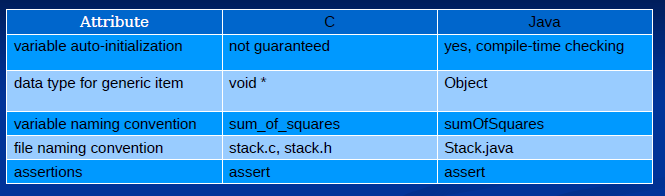 Attribute C Java
variable auto-initialization not guaranteed yes, compile-time checking
data type for generic item void * Object
variable naming convention sum_of_squares sumOfSquares
file naming convention stack.c, stack.h Stack.java
assertions assert assert